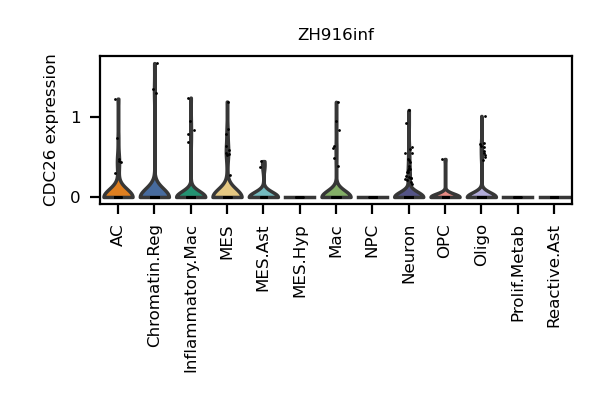 ZH916inf
CDC26 expression
1
0
AC
Chromatin.Reg
Inflammatory.Mac
MES
MES.Ast
MES.Hyp
Mac
NPC
Neuron
OPC
Oligo
Prolif.Metab
Reactive.Ast